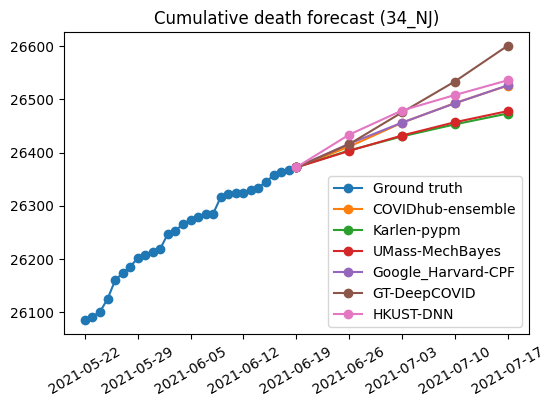 Cumulative death forecast (34_NJ)
26600
26500
26400
26300
26200
26100
Ground truth
COVIDhub-ensemble
Karlen-pypm
UMass-MechBayes
Google_Harvard-CPF
GT-DeepCOVID
HKUST-DNN
2021-05-22
2021-05-29
2021-06-05
2021-06-12
2021-06-19
2021-06-26
2021-07-03
2021-07-10
2021-07-17